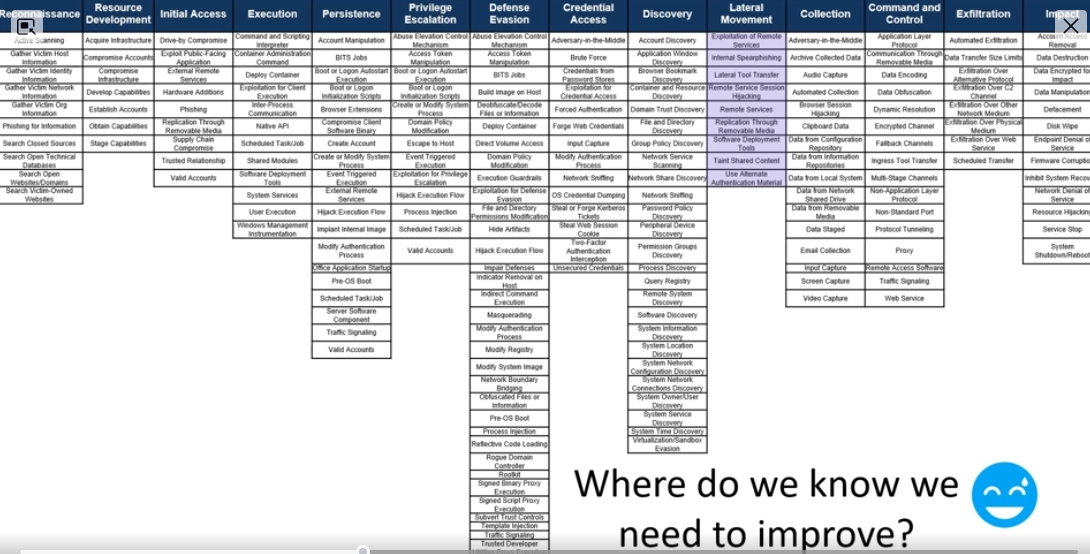 Reconnaissance
Active Scanning
Gather Victim Host
Information
Gather Victim Identity
Information
Gather Victim Network
Information
Gather Victim Org
Information
Phishing for Information
Search Closed Sources
Search Open Technical
Databases
Search Open
Websites/Domains
Search Victim-Owned
Websites
Resource
Development
Acquire Infrastructure
Compromise Accounts
Compromise
Infrastructure
Develop Capabilities
Establish Accounts
Obtain Capabilities
Stage Capabilities
Initial Access
Drive-by Compromise
Exploit Public-Facing
Application
External Remote
Services
Hardware Additions
Phishing
Replication Through
Removable Media
Supply Chain
Compromise
Trusted Relationship
Valid Accounts
Execution
Command and Scripting
Interpreter
Container Administration
Command
Deploy Container
Exploitation for Client
Execution
Inter-Process
Communication
Native API
Scheduled Task/Job
Shared Modules
Software Deployment
Tools
System Services
User Execution
Windows Management
Instrumentation
Persistence
Account Manipulation
BITS Jobs
Boot or Logon Autostart
Execution
Boot or Logon
Initialization Scripts
Browser Extensions
Compromise Client
Software Binary
Create Account
Create or Modify System
Process
Event Triggered
Execution
External Remote
Services
Hijack Execution Flow
Implant Internal Image
Modify Authentication
Process
Office Application Startup
Pre-OS Boot
Scheduled Task/Job
Server Software
Component
Traffic Signaling
Valid Accounts
Privilege
Escalation
Abuse Elevation Control
Mechanism
Access Token
Manipulation
Boot or Logon Autostart
Execution
Boot or Logon
Initialization Scripts
Create or Modify System
Process
Domain Policy
Modification
Escape to Host
Event Triggered
Execution
Exploitation for Privilege
Escalation
Hijack Execution Flow
Process Injection
Scheduled Task/Job
Valid Accounts
Defense
Evasion
Abuse Elevation Control
Mechanism
Access Token
Manipulation
BITS Jobs
Build Image on Host
Deobfuscate/Decode
Files or Information
Deploy Container
Direct Volume Access
Domain Policy
Modification
Execution Guardrails
Exploitation for Defense
Evasion
File and Directory
Permissions Modification
Hide Artifacts
Hijack Execution Flow
Impair Defenses
Indicator Removal on
Host
Indirect Command
Execution
Masquerading
Modify Authentication
Process
Modify Registry
Modify System Image
Network Boundary
Bridging
Obfuscated Files or
Information
Pre-OS Boot
Process Injection
Reflective Code Loading
Rogue Domain
Controller
Rootkit
Signed Binary Proxy
Execution
Signed Script Proxy
Execution
Subvert Trust Controls
Template Injection
Traffic Signaling
Trusted Developer
Credential
Access
Adversary-in-the-Middle
Brute Force
Credentials from
Password Stores
Exploitation for
Credential Access
Forced Authentication
Forge Web Credentials
Input Capture
Modify Authentication
Process
Network Sniffing
OS Credential Dumping
Steal or Forge Kerberos
Tickets
Steal Web Session
Cookie
Two-Factor
Authentication
Interception
Unsecured Credentials
Discovery
Account Discovery
Application Window
Discovery
Browser Bookmark
Discovery
Container and Resource
Discovery
Domain Trust Discovery
File and Directory
Discovery
Group Policy Discovery
Network Service
Scanning
Network Share Discovery
Network Sniffing
Password Policy
Discovery
Peripheral Device
Discovery
Permission Groups
Discovery
Process Discovery
Query Registry
Remote System
Discovery
Software Discovery
System Information
Discovery
System Location
Discovery
System Network
Configuration Discovery
System Network
Connections Discovery
System Owner/User
Discovery
System Service
Discovery
System Time Discovery
Virtualization/Sandbox
Evasion
Lateral
Movement
Exploitation of Remote
Services
Internal Spearphishing
Lateral Tool Transfer
Remote Service Session
Hijacking
Remote Services
Replication Through
Removable Media
Software Deployment
Tools
Taint Shared Content
Use Alternate
Authentication Material
Collection
Adversary-in-the-Middle
Archive Collected Data
Audio Capture
Automated Collection
Browser Session
Hijacking
Clipboard Data
Data from Configuration
Repository
Data from Information
Repositories
Data from Local System
Data from Network
Shared Drive
Data from Removable
Media
Data Staged
Email Collection
Input Capture
Screen Capture
Video Capture
Command and
Control
Application Layer
Protocol
Communication Through
Removable Media
Data Encoding
Data Obfuscation
Dynamic Resolution
Encrypted Channel
Fallback Channels
Ingress Tool Transfer
Multi-Stage Channels
Non-Application Layer
Protocol
Non-Standard Port
Protocol Tunneling
Proxy
Remote Access Software
Traffic Signaling
Web Service
Exfiltration
Automated Exfiltration
Data Transfer Size Limits
Exfiltration Over
Alternative Protocol
Exfiltration Over C2
Channel
Exfiltration Over Other
Network Medium
Exfiltration Over Physical
Medium
Exfiltration Over Web
Service
Scheduled Transfer
Impact
Account Access
Removal
Data Destruction
Data Encrypted for
Impact
Data Manipulation
Defacement
Disk Wipe
Endpoint Denial of
Service
Firmware Corruptio
Inhibit System Recov
Network Denial of
Service
Resource Hijacking
Service Stop
System
Shutdown/Reboot
Where do we know we
need to improve?